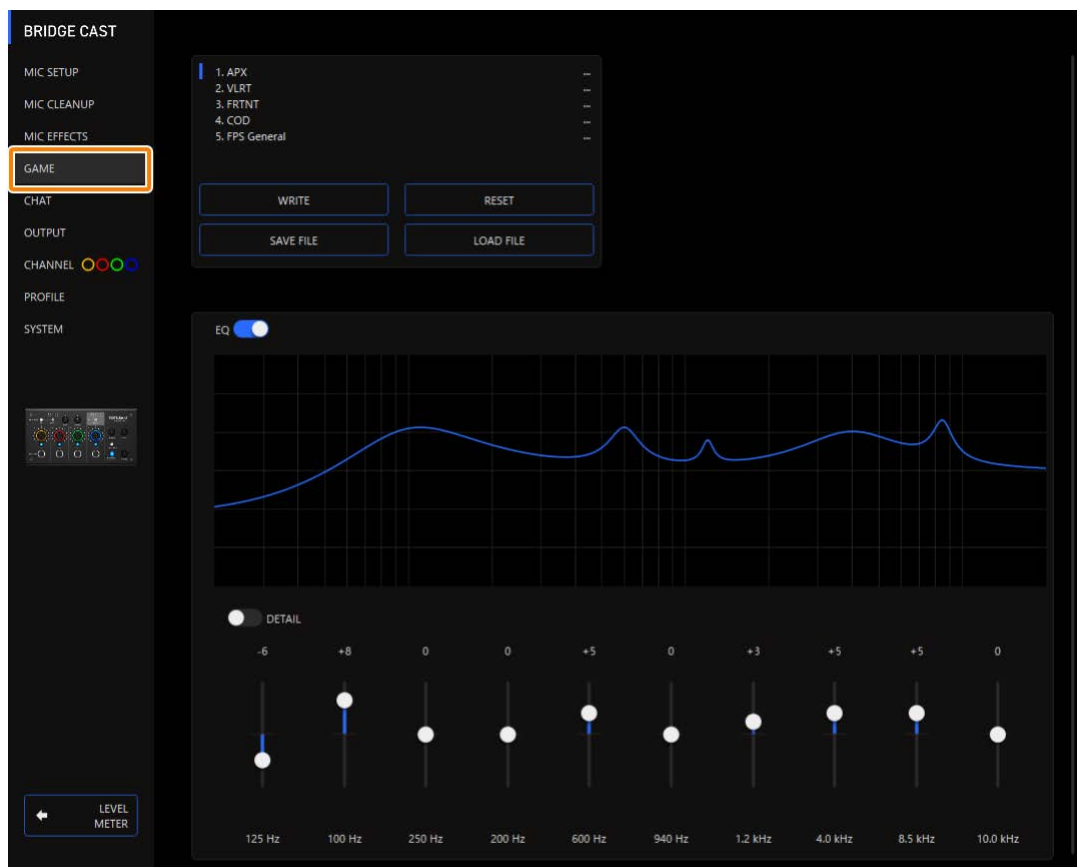 BRIDGE CAST
MIC SETUP
MIC CLEANUP
MIC EFFECTS
GAME
CHAT
OUTPUT
CHANNEL
PROFILE
SYSTEM
LEVEL
METER
1. APX --
2. VLRT --
3. FRTNT --
4. COD --
5. FPS General --
WRITE RESET
SAVE FILE LOAD FILE
EQ
DETAIL
-6 +8 0 0 +5 0 +3 +5 +5 0
125 Hz 100 Hz 250 Hz 200 Hz 600 Hz 940 Hz 1.2 kHz 4.0 kHz 8.5 kHz 10.0 kHz